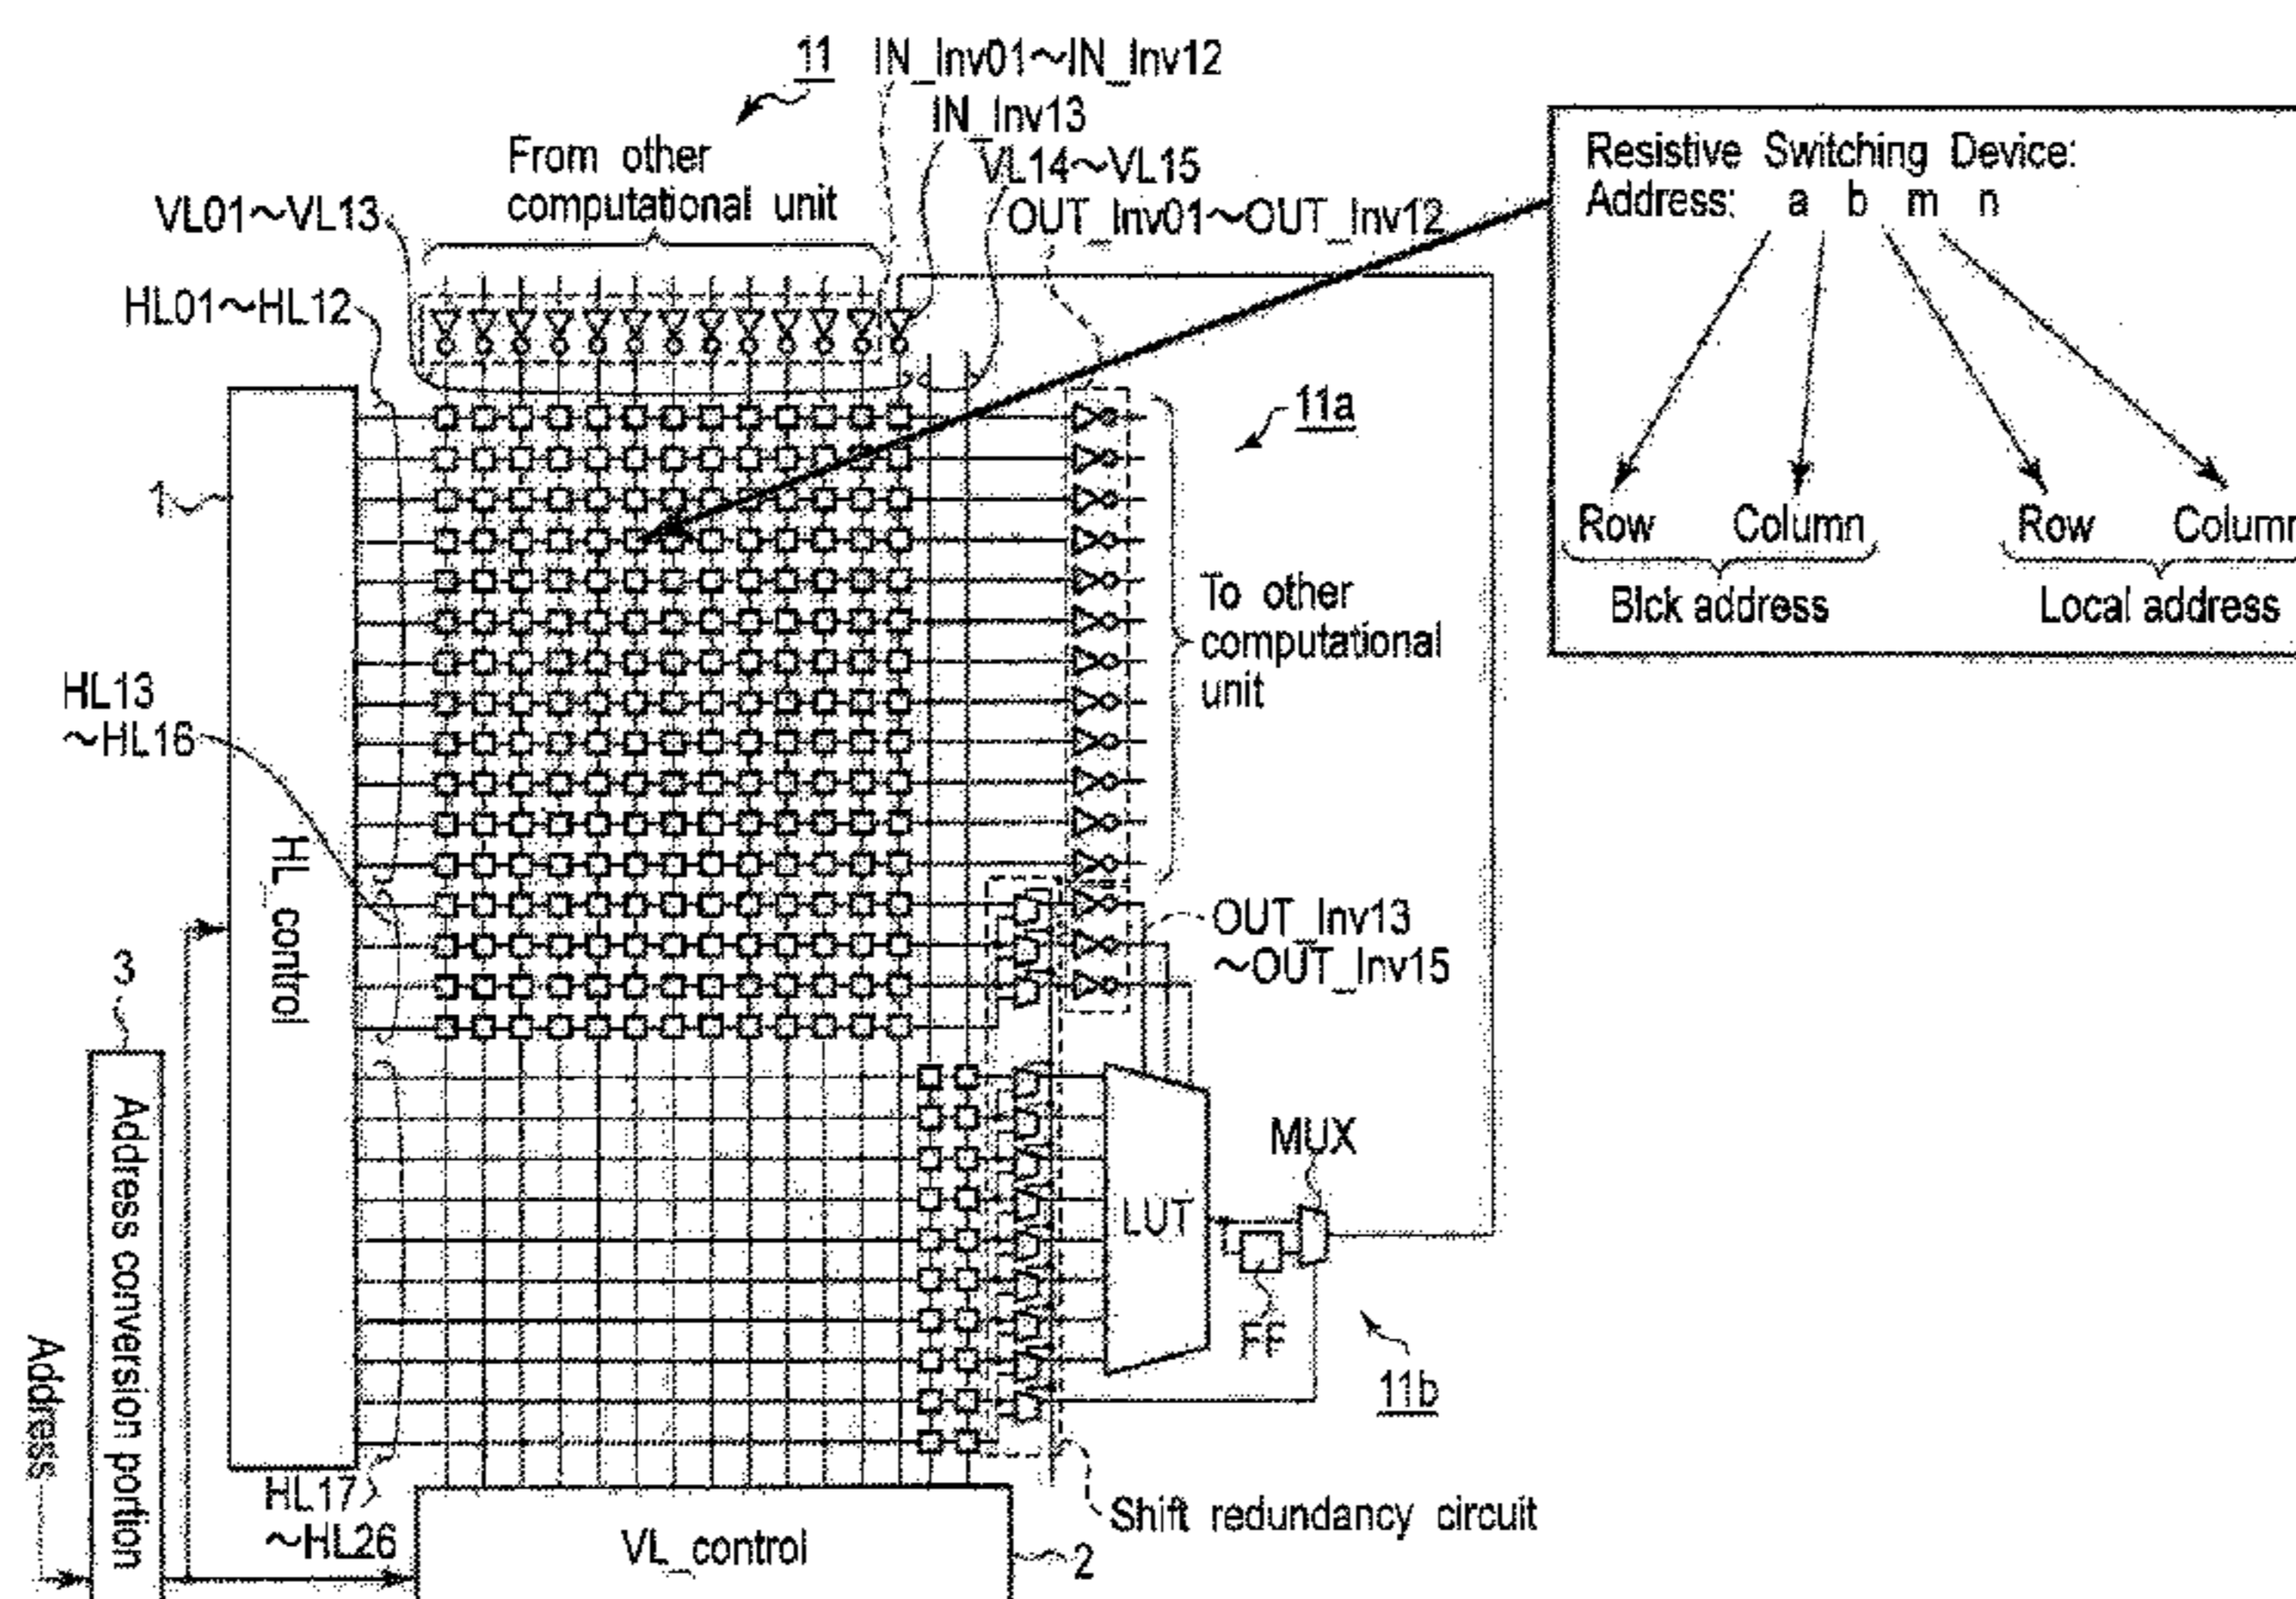 11
IN_Inv01～IN_Inv12
IN_Inv13
VL14～VL15
OUT_Inv01～OUT_Inv12
From other
computational unit
VL01～VL13
HL01～HL12
Resistive Switching Device:
Address: a b m n
Row Column Row Column
Blck address Local address
11a
1
To other
computational
unit
HL13
～HL16
HL control
OUT_Inv13
～OUT_Inv15
3
Address conversion portion
Address
MUX
LUT
FF
11b
HL17
～HL26
Shift redundancy circuit
VL_control
2